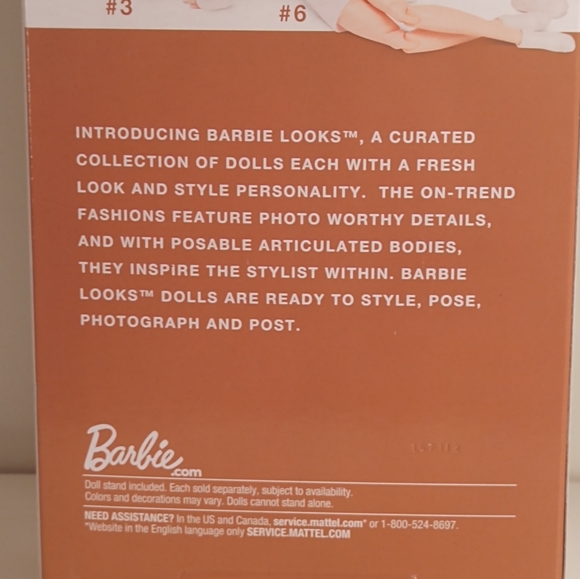 #3
#6
INTRODUCING BARBIE LOOKS™, A CURATED
COLLECTION OF DOLLS EACH WITH A FRESH
LOOK AND STYLE PERSONALITY. THE ON-TREND
FASHIONS FEATURE PHOTO WORTHY DETAILS,
AND WITH POSABLE ARTICULATED BODIES,
THEY INSPIRE THE STYLIST WITHIN. BARBIE
LOOKS™ DOLLS ARE READY TO STYLE, POSE,
PHOTOGRAPH AND POST.
Barbie.com
Doll stand included. Each sold separately, subject to availability.
Colors and decorations may vary. Dolls cannot stand alone.
NEED ASSISTANCE? In the US and Canada, service.mattel.com* or 1-800-524-8697.
*Website in the English language only SERVICE.MATTEL.COM